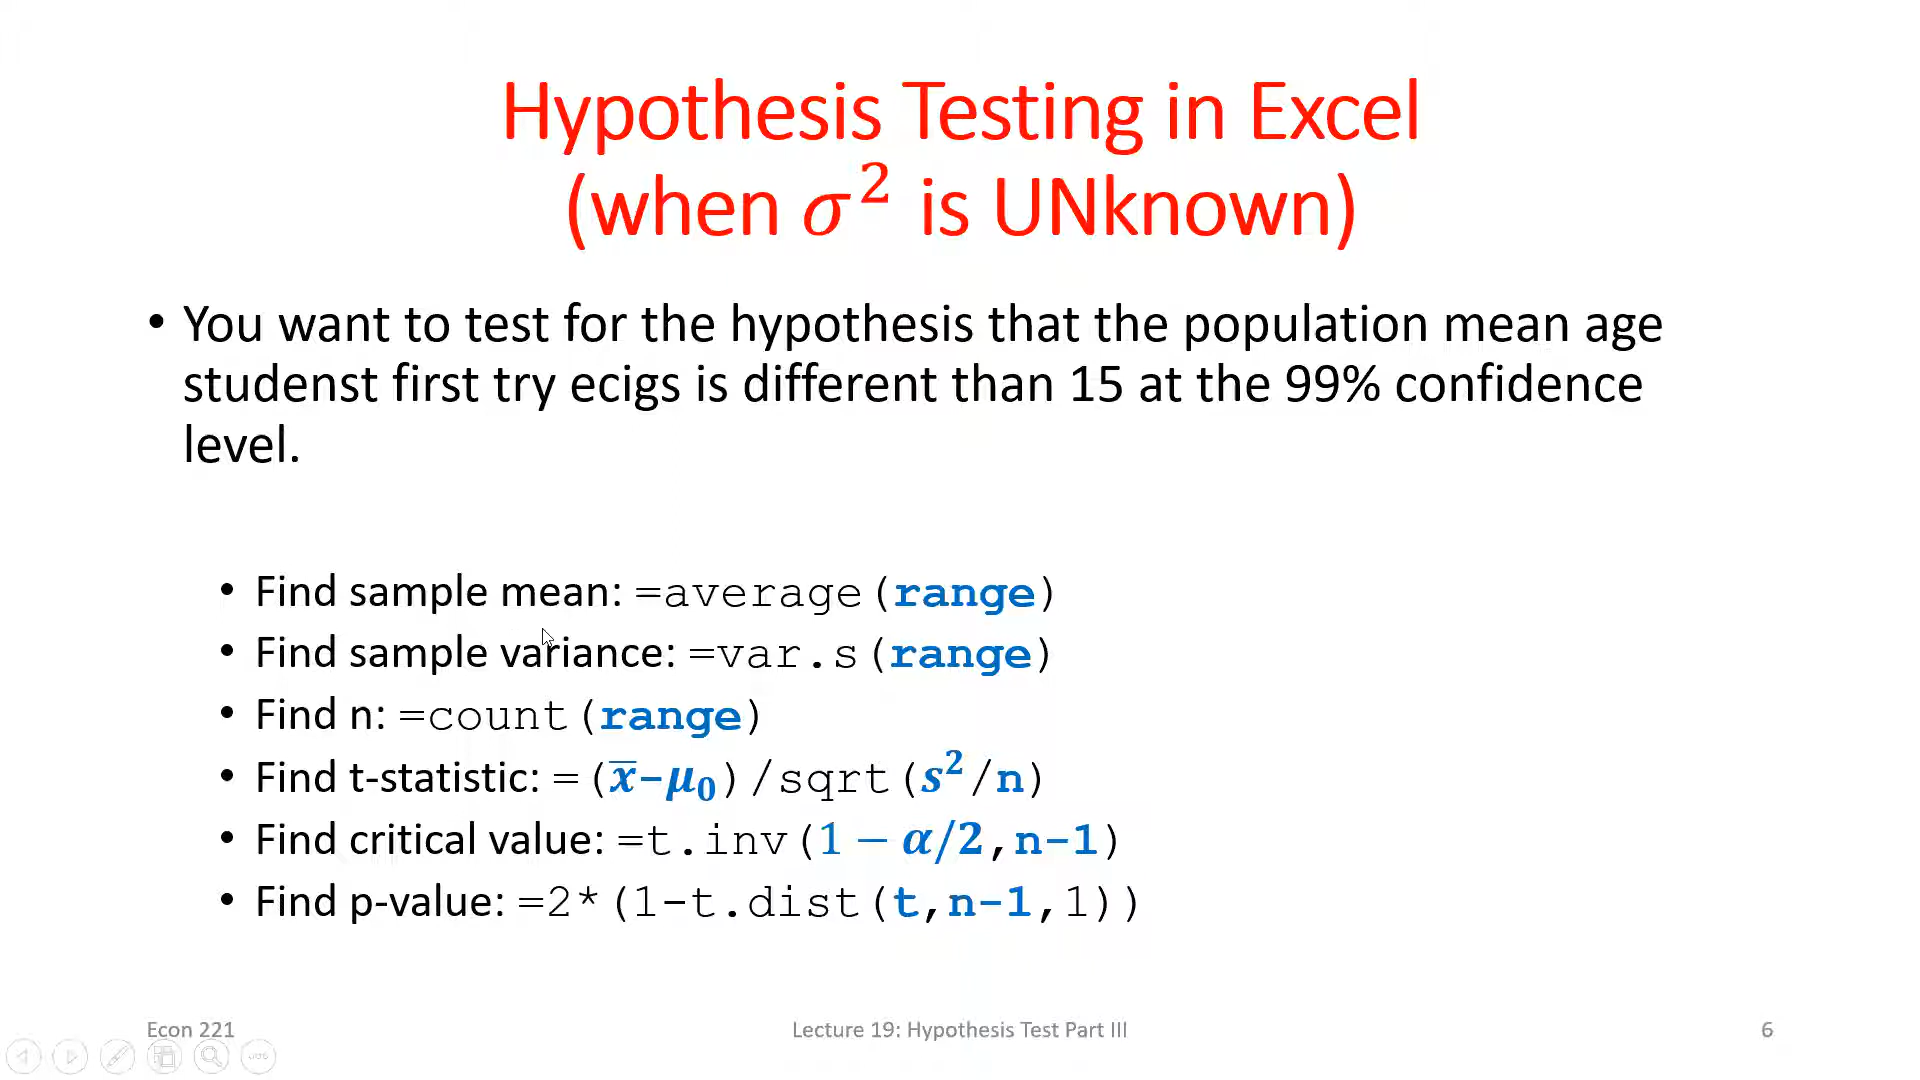 Hypothesis Testing in Excel
(when σ² is UNknown)
• You want to test for the hypothesis that the population mean age
studenst first try ecigs is different than 15 at the 99% confidence
level.
• Find sample mean: =average(range)
• Find sample variance: =var.s(range)
• Find n: =count(range)
• Find t-statistic: =(x̅-μ₀)/sqrt(s²/n)
• Find critical value: =t.inv(1 − α/2,n-1)
• Find p-value: =2*(1-t.dist(t,n-1,1))
Econ 221
Lecture 19: Hypothesis Test Part III
6